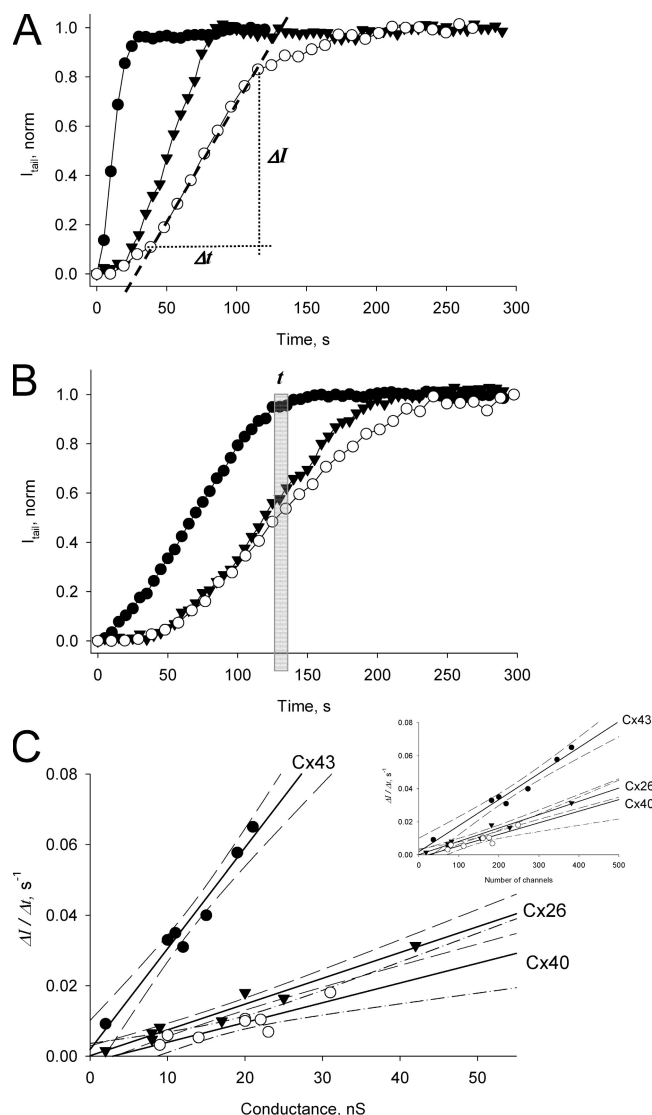 A
1.0
0.8
0.6
0.4
0.2
0.0
I tail, norm
ΔI
Δt
0 50 100 150 200 250 300
Time, s
B
t
1.0
0.8
0.6
0.4
0.2
0.0
I tail, norm
0 50 100 150 200 250 300
Time, s
C
0.08
0.06
0.04
0.02
0.00
ΔI / Δt, s-1
Cx43
Cx26
Cx40
0 10 20 30 40 50
Conductance, nS
0.08
0.06
0.04
0.02
0.00
ΔI / Δt, s-1
Cx43
Cx26
Cx40
0 100 200 300 400 500
Number of channels